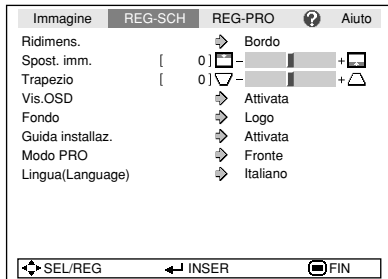 Immagine REG-SCH REG-PRO ? Aiuto
Ridimens. Bordo
Spost. imm. [ 0 ] - +
Trapezio [ 0 ] - +
Vis.OSD Attivata
Fondo Logo
Guida installaz. Attivata
Modo PRO Fronte
Lingua(Language) Italiano
SEL/REG INSER FIN